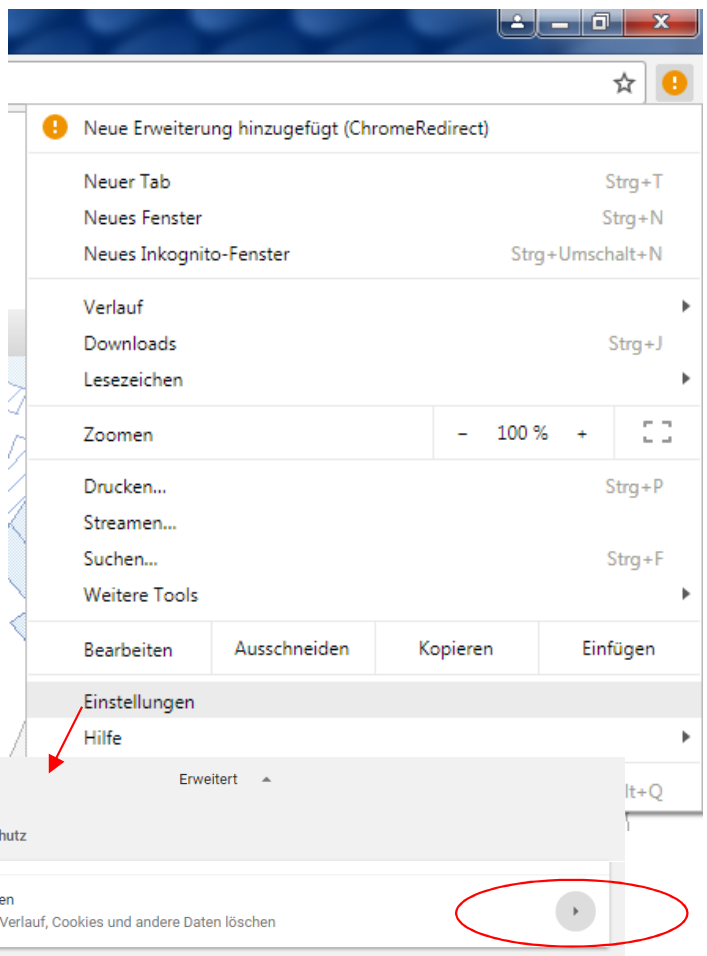 Neue Erweiterung hinzugefügt (ChromeRedirect)
Neuer Tab Strg+T
Neues Fenster Strg+N
Neues Inkognito-Fenster Strg+Umschalt+N
Verlauf
Downloads Strg+J
Lesezeichen
Zoomen – 100 % +
Drucken... Strg+P
Streamen...
Suchen... Strg+F
Weitere Tools
Bearbeiten Ausschneiden Kopieren Einfügen
Einstellungen
Hilfe
lt+Q
Erweitert
hutz
en
Verlauf, Cookies und andere Daten löschen